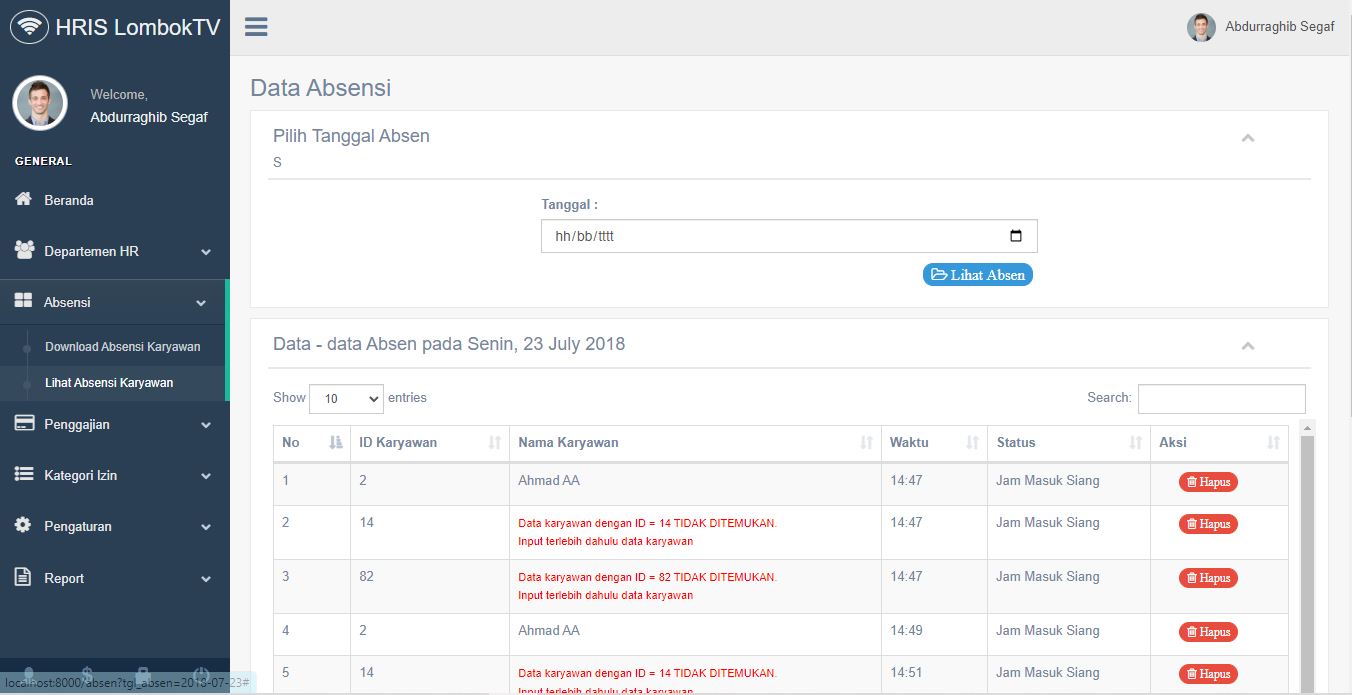 HRIS LombokTV
Abdurraghib Segaf
Welcome,
Abdurraghib Segaf
GENERAL
Beranda
Departemen HR
Absensi
Download Absensi Karyawan
Lihat Absensi Karyawan
Penggajian
Kategori Izin
Pengaturan
Report
localhost:8000/absen?tgl_absen=2018-07-23#
Data Absensi
Pilih Tanggal Absen
S
Tanggal :
hh/bb/tttt
Lihat Absen
Data - data Absen pada Senin, 23 July 2018
Show 10 entries Search:
No ID Karyawan Nama Karyawan Waktu Status Aksi
1 2 Ahmad AA 14:47 Jam Masuk Siang Hapus
2 14 Data karyawan dengan ID = 14 TIDAK DITEMUKAN. 14:47 Jam Masuk Siang Hapus
Input terlebih dahulu data karyawan
3 82 Data karyawan dengan ID = 82 TIDAK DITEMUKAN. 14:47 Jam Masuk Siang Hapus
Input terlebih dahulu data karyawan
4 2 Ahmad AA 14:49 Jam Masuk Siang Hapus
5 14 Data karyawan dengan ID = 14 TIDAK DITEMUKAN. 14:51 Jam Masuk Siang Hapus
Input terlebih dahulu data karyawan